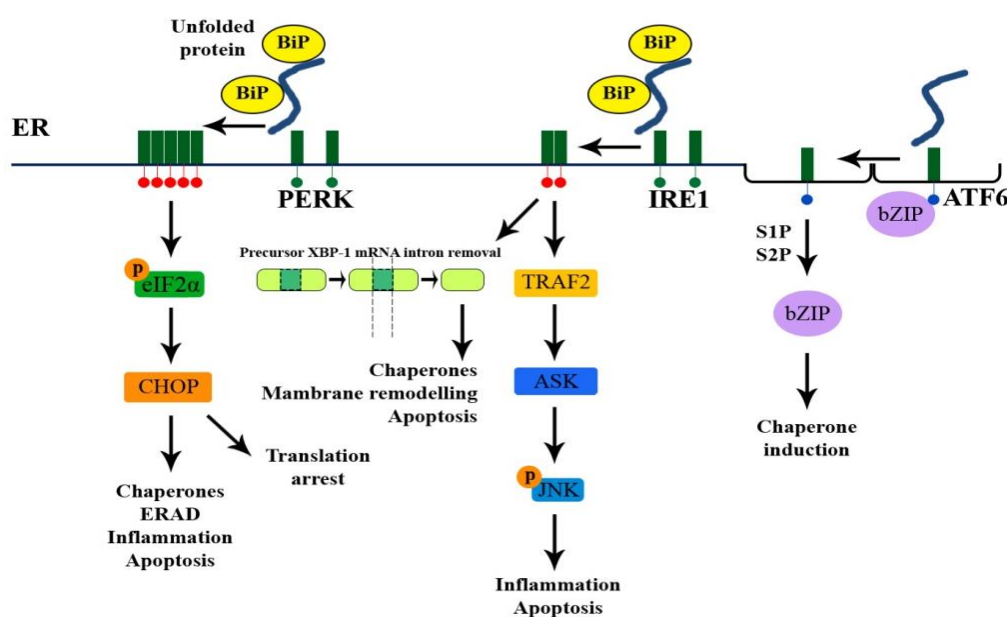 Unfolded
protein
BiP
BiP
BiP
BiP
ER
PERK
IRE1
ATF6
bZIP
S1P
S2P
Precursor XBP-1 mRNA intron removal
p
eIF2α
TRAF2
bZIP
CHOP
Chaperones
Mambrane remodelling
Apoptosis
ASK
Chaperone
induction
Translation
arrest
p
JNK
Chaperones
ERAD
Inflammation
Apoptosis
Inflammation
Apoptosis